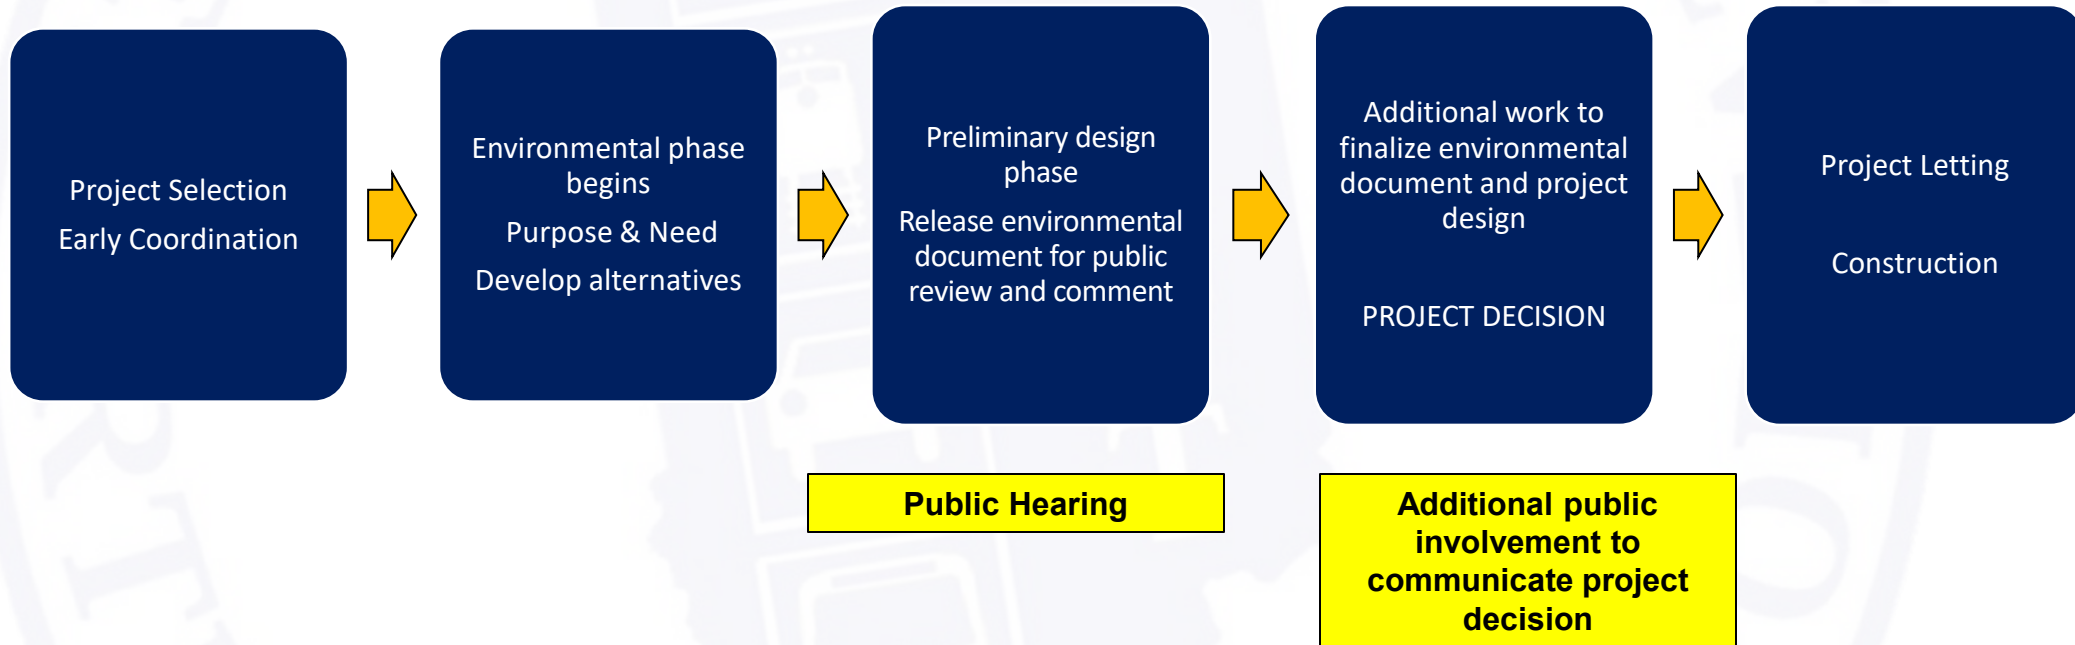 Project Selection
Early Coordination
Environmental phase
begins
Purpose & Need
Develop alternatives
Preliminary design
phase
Release environmental
document for public
review and comment
Additional work to
finalize environmental
document and project
design
PROJECT DECISION
Project Letting
Construction
Public Hearing
Additional public
involvement to
communicate project
decision